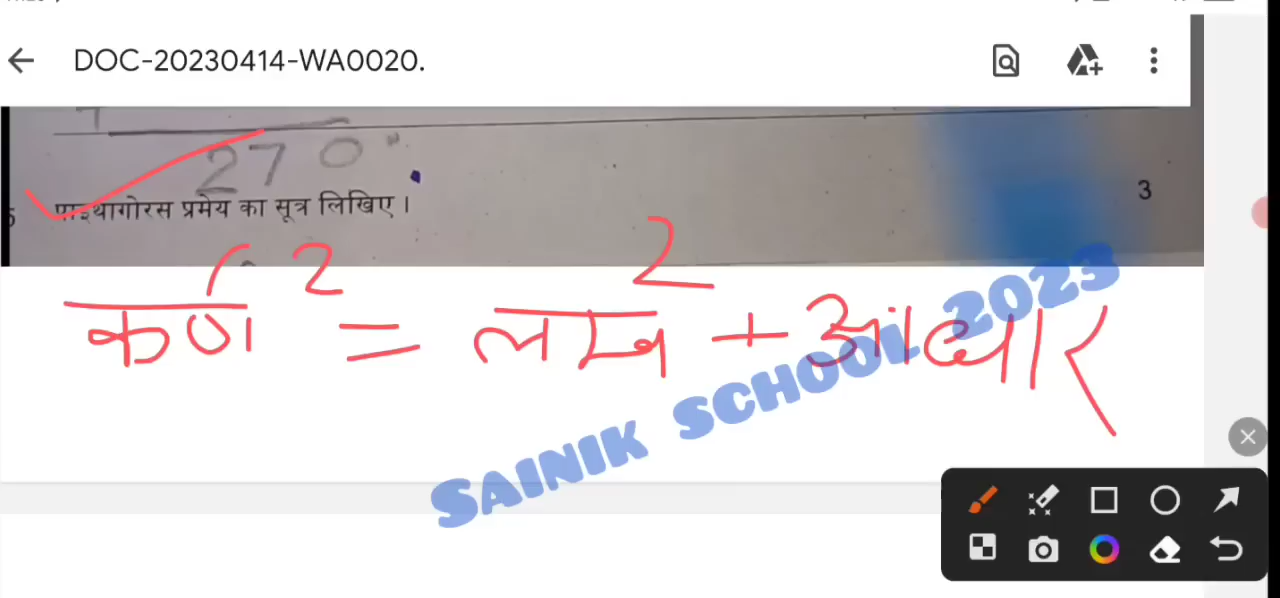 DOC-20230414-WA0020.
270
पाइथागोरस प्रमेय का सूत्र लिखिए।
3
कर्ण² = लम्ब² + आधार
SAINIK SCHOOL 2023